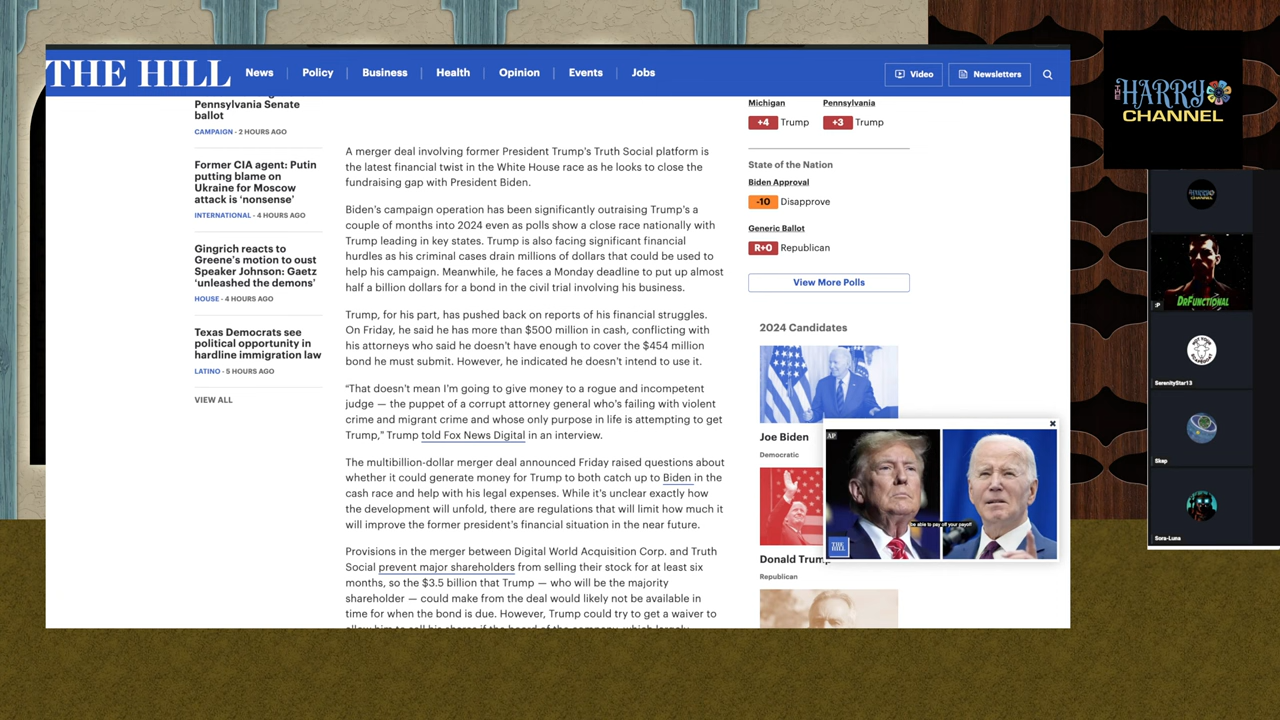 THE HILL
News
Policy
Business
Health
Opinion
Events
Jobs
Video
Newsletters
THE
HARRY
CHANNEL
Pennsylvania Senate
ballot
CAMPAIGN - 2 HOURS AGO
Former CIA agent: Putin
putting blame on
Ukraine for Moscow
attack is ‘nonsense’
INTERNATIONAL - 4 HOURS AGO
Gingrich reacts to
Greene’s motion to oust
Speaker Johnson: Gaetz
‘unleashed the demons’
HOUSE - 4 HOURS AGO
Texas Democrats see
political opportunity in
hardline immigration law
LATINO - 5 HOURS AGO
VIEW ALL
A merger deal involving former President Trump’s Truth Social platform is
the latest financial twist in the White House race as he looks to close the
fundraising gap with President Biden.
Biden’s campaign operation has been significantly outraising Trump’s a
couple of months into 2024 even as polls show a close race nationally with
Trump leading in key states. Trump is also facing significant financial
hurdles as his criminal cases drain millions of dollars that could be used to
help his campaign. Meanwhile, he faces a Monday deadline to put up almost
half a billion dollars for a bond in the civil trial involving his business.
Trump, for his part, has pushed back on reports of his financial struggles.
On Friday, he said he has more than $500 million in cash, conflicting with
his attorneys who said he doesn’t have enough to cover the $454 million
bond he must submit. However, he indicated he doesn’t intend to use it.
“That doesn’t mean I’m going to give money to a rogue and incompetent
judge — the puppet of a corrupt attorney general who’s failing with violent
crime and migrant crime and whose only purpose in life is attempting to get
Trump,” Trump told Fox News Digital in an interview.
The multibillion-dollar merger deal announced Friday raised questions about
whether it could generate money for Trump to both catch up to Biden in the
cash race and help with his legal expenses. While it’s unclear exactly how
the development will unfold, there are regulations that will limit how much it
will improve the former president’s financial situation in the near future.
Provisions in the merger between Digital World Acquisition Corp. and Truth
Social prevent major shareholders from selling their stock for at least six
months, so the $3.5 billion that Trump — who will be the majority
shareholder — could make from the deal would likely not be available in
time for when the bond is due. However, Trump could try to get a waiver to
Michigan
Pennsylvania
+4 Trump
+3 Trump
State of the Nation
Biden Approval
-10 Disapprove
Generic Ballot
R+0 Republican
View More Polls
2024 Candidates
Joe Biden
Democratic
Donald Trump
Republican
AP
be able to pay off your payoff
THE
HILL
DRFUNCTIONAL
:P
SerenityStar13
Skep
Sora-Luna